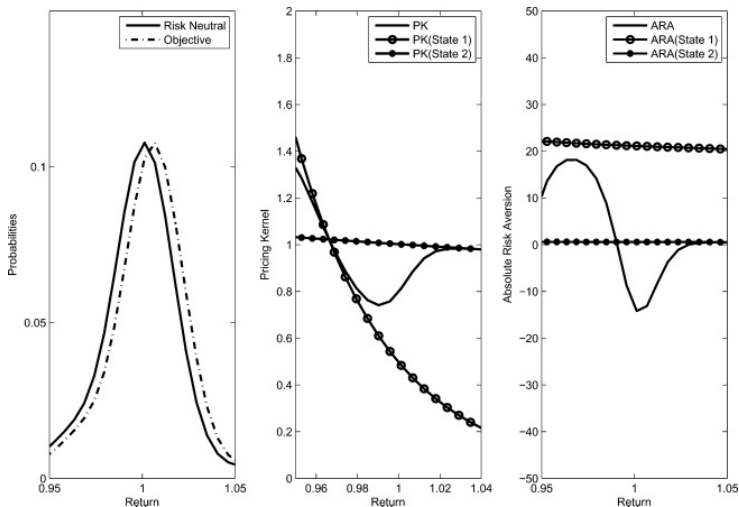 Risk Neutral
Objective
0.1
0.05
0
0.95
1
1.05
Return
Probabilities
PK
PK(State 1)
PK(State 2)
2
1.8
1.6
1.4
1.2
1
0.8
0.6
0.4
0.2
0
0.96
0.98
1
1.02
1.04
Return
Pricing Kernel
ARA
ARA(State 1)
ARA(State 2)
50
40
30
20
10
0
−10
−20
−30
−40
−50
0.95
1
1.05
Return
Absolute Risk Aversion